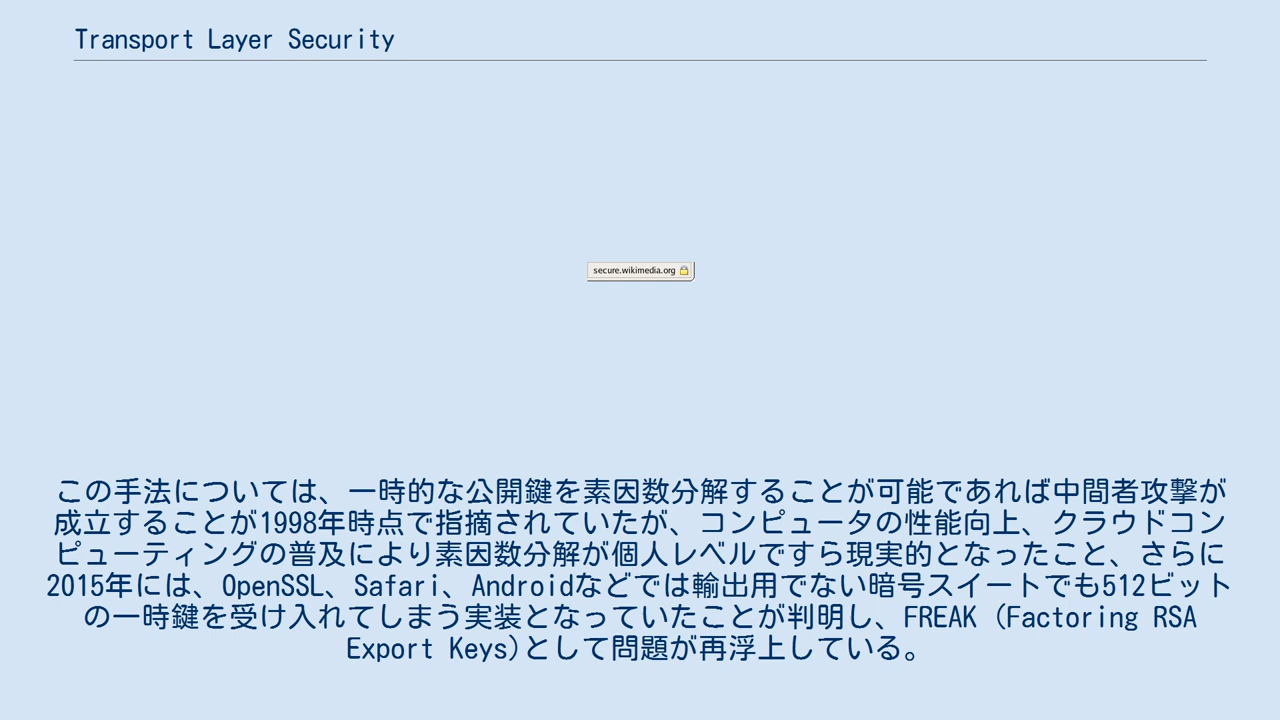 Transport Layer Security
secure.wikimedia.org
この手法については、一時的な公開鍵を素因数分解することが可能であれば中間者攻撃が
成立することが1998年時点で指摘されていたが、コンピュータの性能向上、クラウドコン
ピューティングの普及により素因数分解が個人レベルですら現実的となったこと、さらに
2015年には、OpenSSL、Safari、Androidなどでは輸出用でない暗号スイートでも512ビット
の一時鍵を受け入れてしまう実装となっていたことが判明し、FREAK (Factoring RSA
Export Keys)として問題が再浮上している。